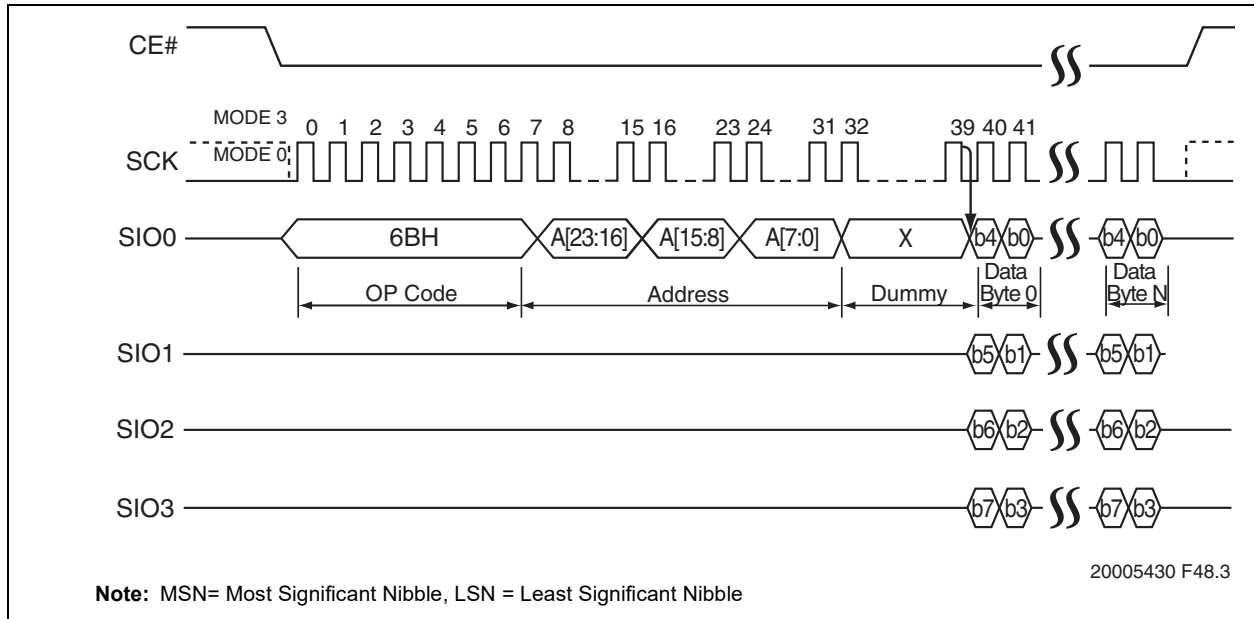 CE#
MODE 3
0 1 2 3 4 5 6 7 8 15 16 23 24 31 32 39 40 41
SCK
MODE 0
SIO0
6BH
A[23:16]
A[15:8]
A[7:0]
X
b4
b0
b4
b0
OP Code
Address
Dummy
Data
Byte 0
Data
Byte N
SIO1
b5
b1
b5
b1
SIO2
b6
b2
b6
b2
SIO3
b7
b3
b7
b3
20005430 F48.3
Note: MSN= Most Significant Nibble, LSN = Least Significant Nibble